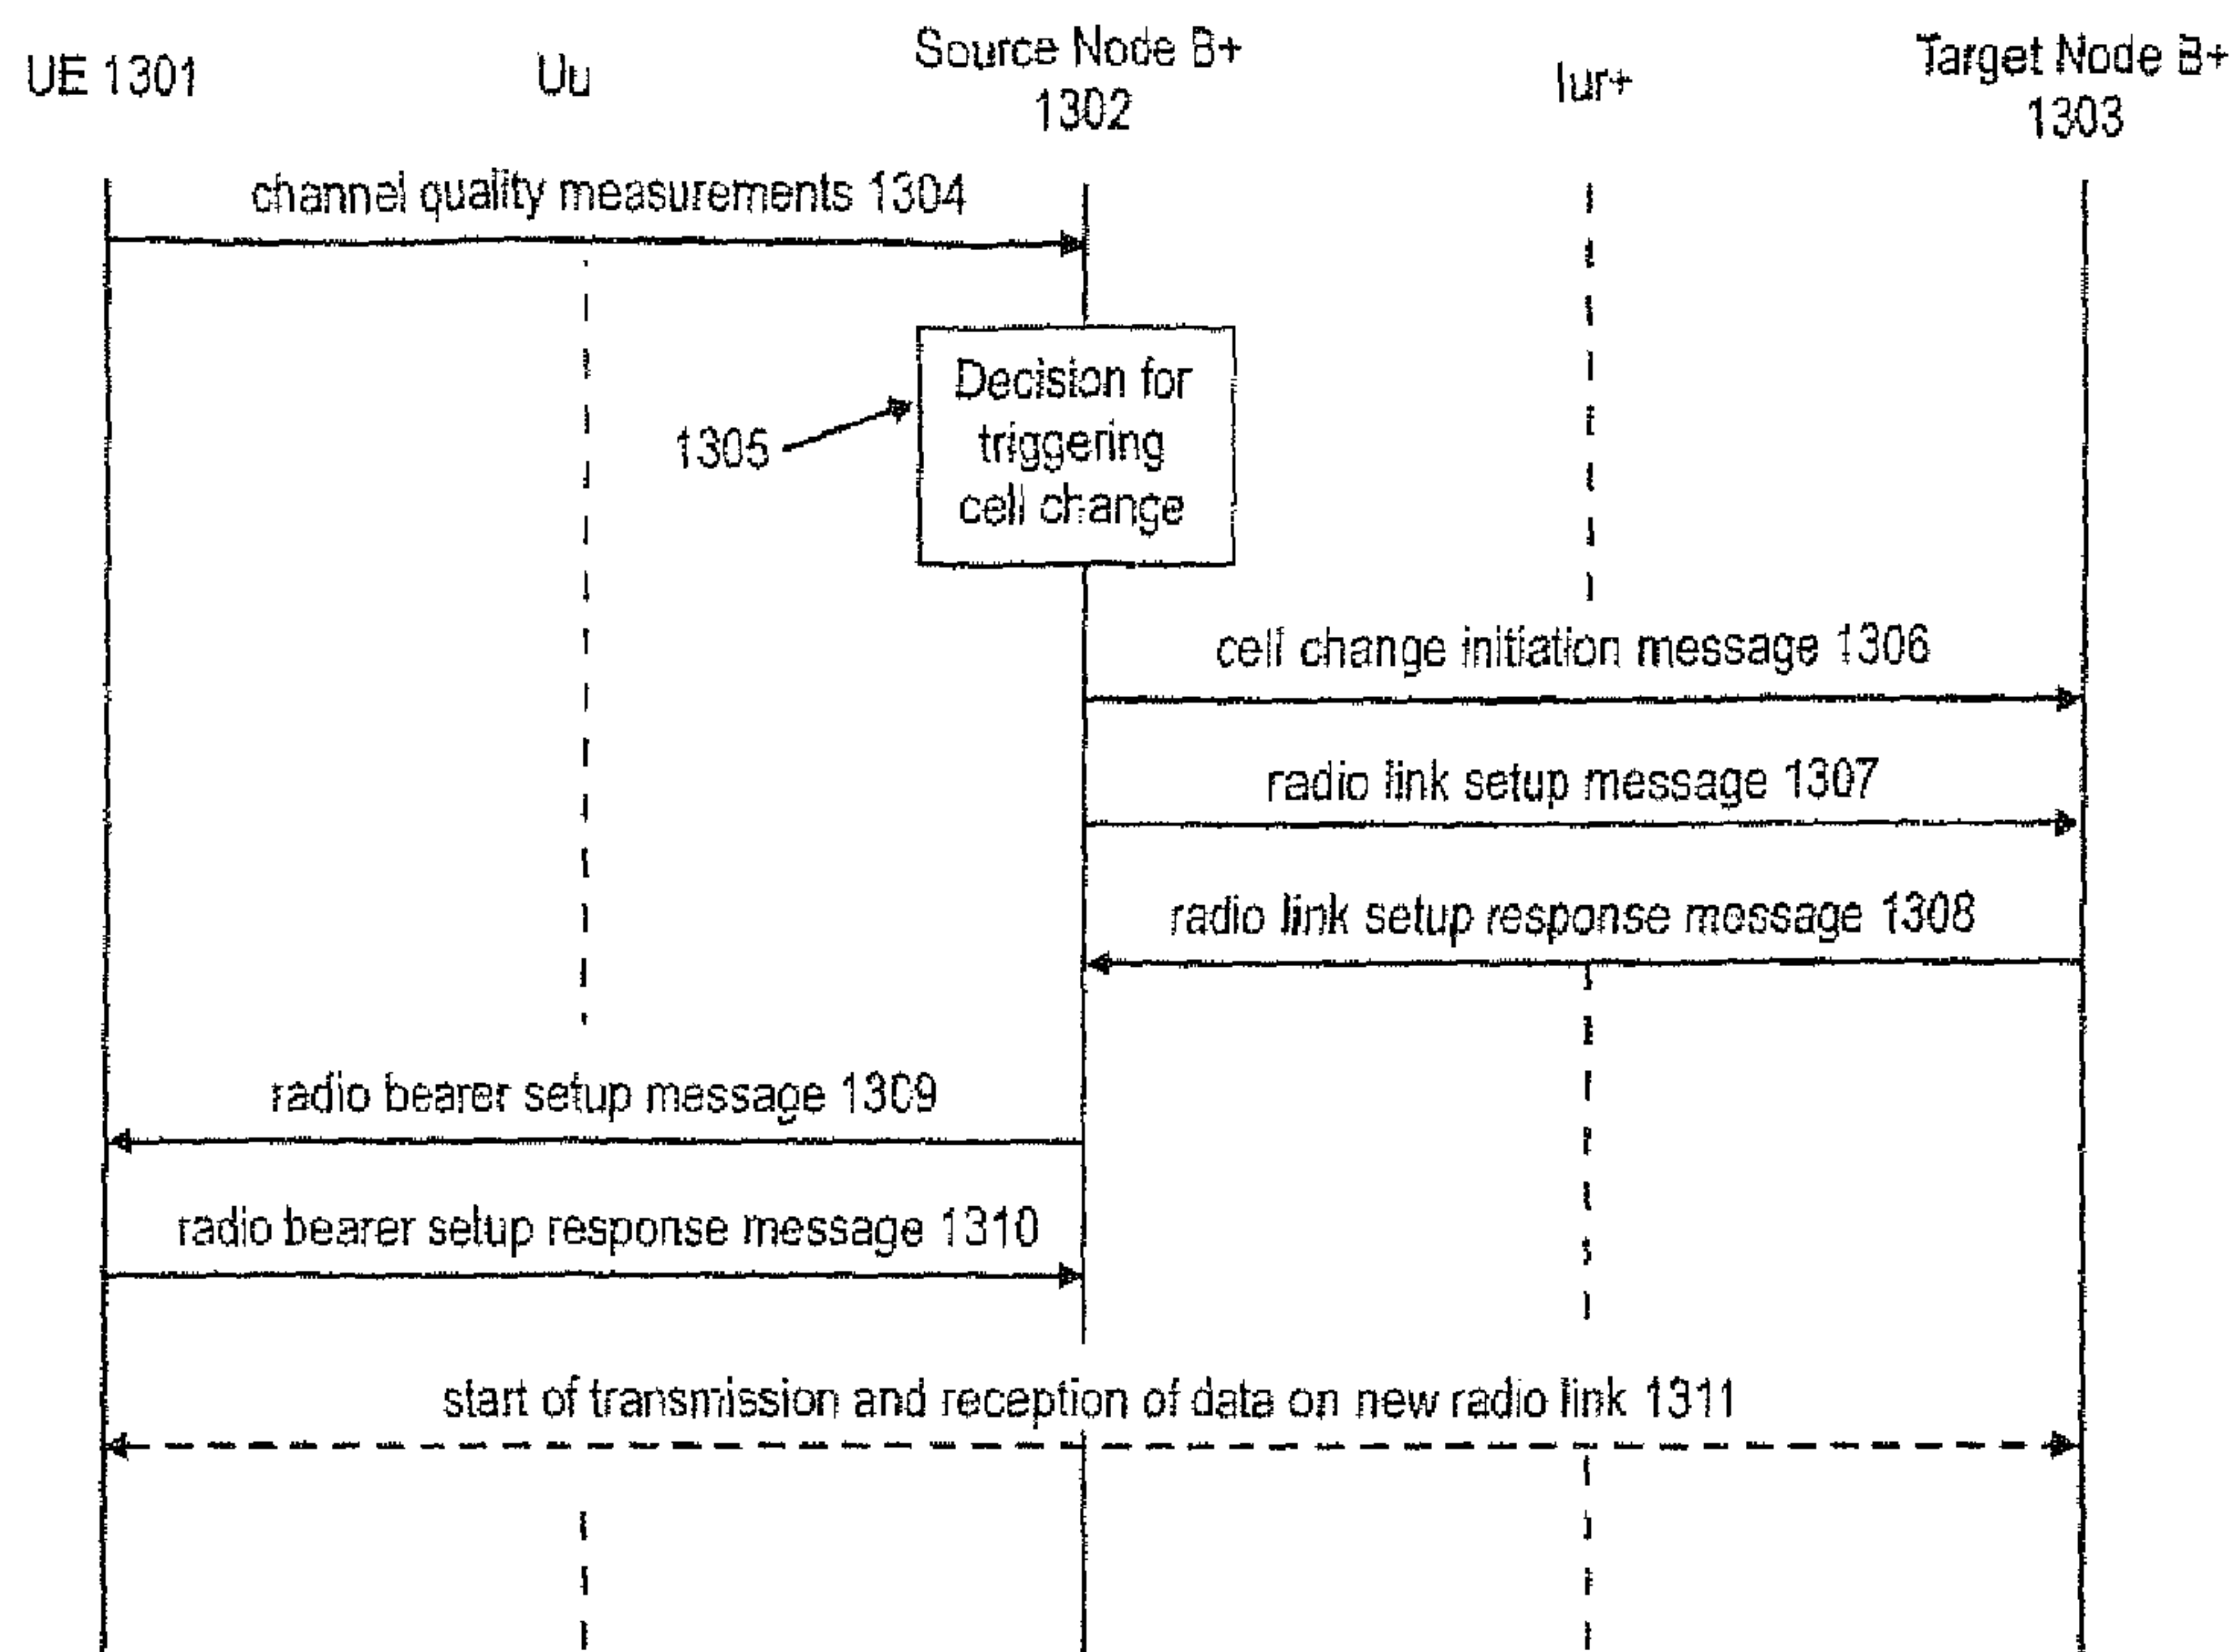 UE 1301
Uu
Source Node B+
1302
Iur+
Target Node B+
1303
channel quality measurements 1304
Decision for
triggering
cell change
1305
cell change initiation message 1306
radio link setup message 1307
radio link setup response message 1308
radio bearer setup message 1309
radio bearer setup response message 1310
start of transmission and reception of data on new radio link 1311